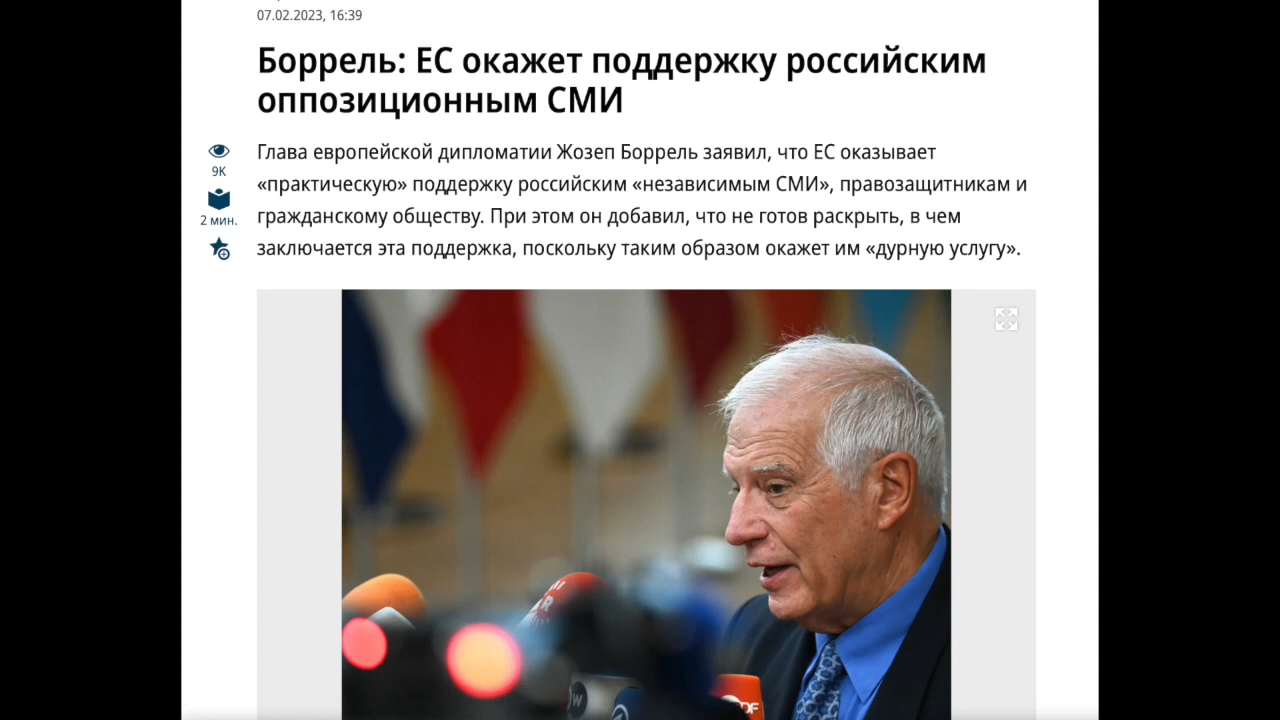 07.02.2023, 16:39
Боррель: ЕС окажет поддержку российским
оппозиционным СМИ
Глава европейской дипломатии Жозеп Боррель заявил, что ЕС оказывает
«практическую» поддержку российским «независимым СМИ», правозащитникам и
гражданскому обществу. При этом он добавил, что не готов раскрыть, в чем
заключается эта поддержка, поскольку таким образом окажет им «дурную услугу».
9K
2 мин.